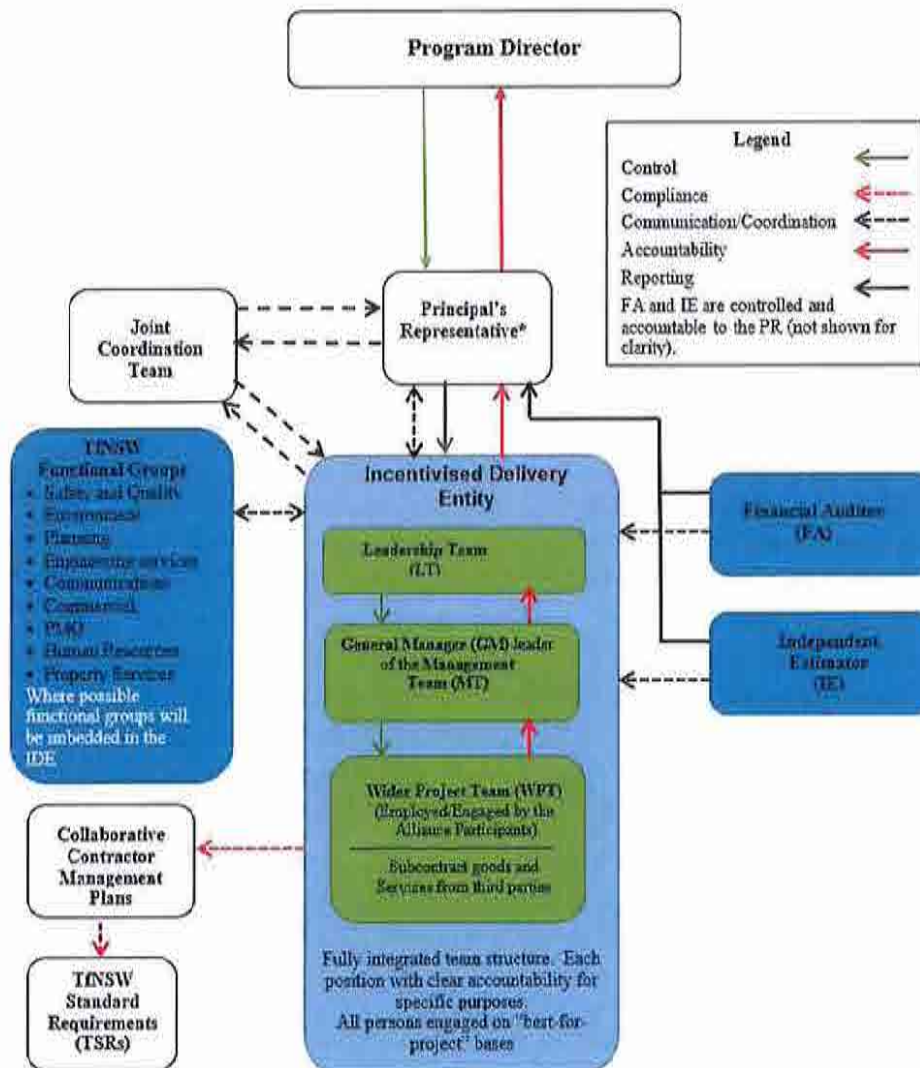 Program Director
Legend
Control
Compliance
Communication/Coordination
Accountability
Reporting
FA and IE are controlled and
accountable to the PR (not shown for
clarity).
Joint
Coordination
Team
Principal's
Representative*
TfNSW
Functional Groups
• Safety and Quality
• Environment
• Planning
• Engineering services
• Communications
• Commercial
• PMO
• Human Resources
• Property Services
Where possible
functional groups will
be imbedded in the
IDE
Incentivised Delivery
Entity
Leadership Team
(LT)
General Manager (GM) leader
of the Management
Team (MT)
Wider Project Team (WPT)
(Employed/Engaged by the
Alliance Participants)
Subcontract goods and
Services from third parties
Fully integrated team structure. Each
position with clear accountability for
specific purposes.
All persons engaged on "best-for-
project" bases
Financial Auditor
(FA)
Independent
Estimator
(IE)
Collaborative
Contractor
Management
Plans
TfNSW
Standard
Requirements
(TSRs)